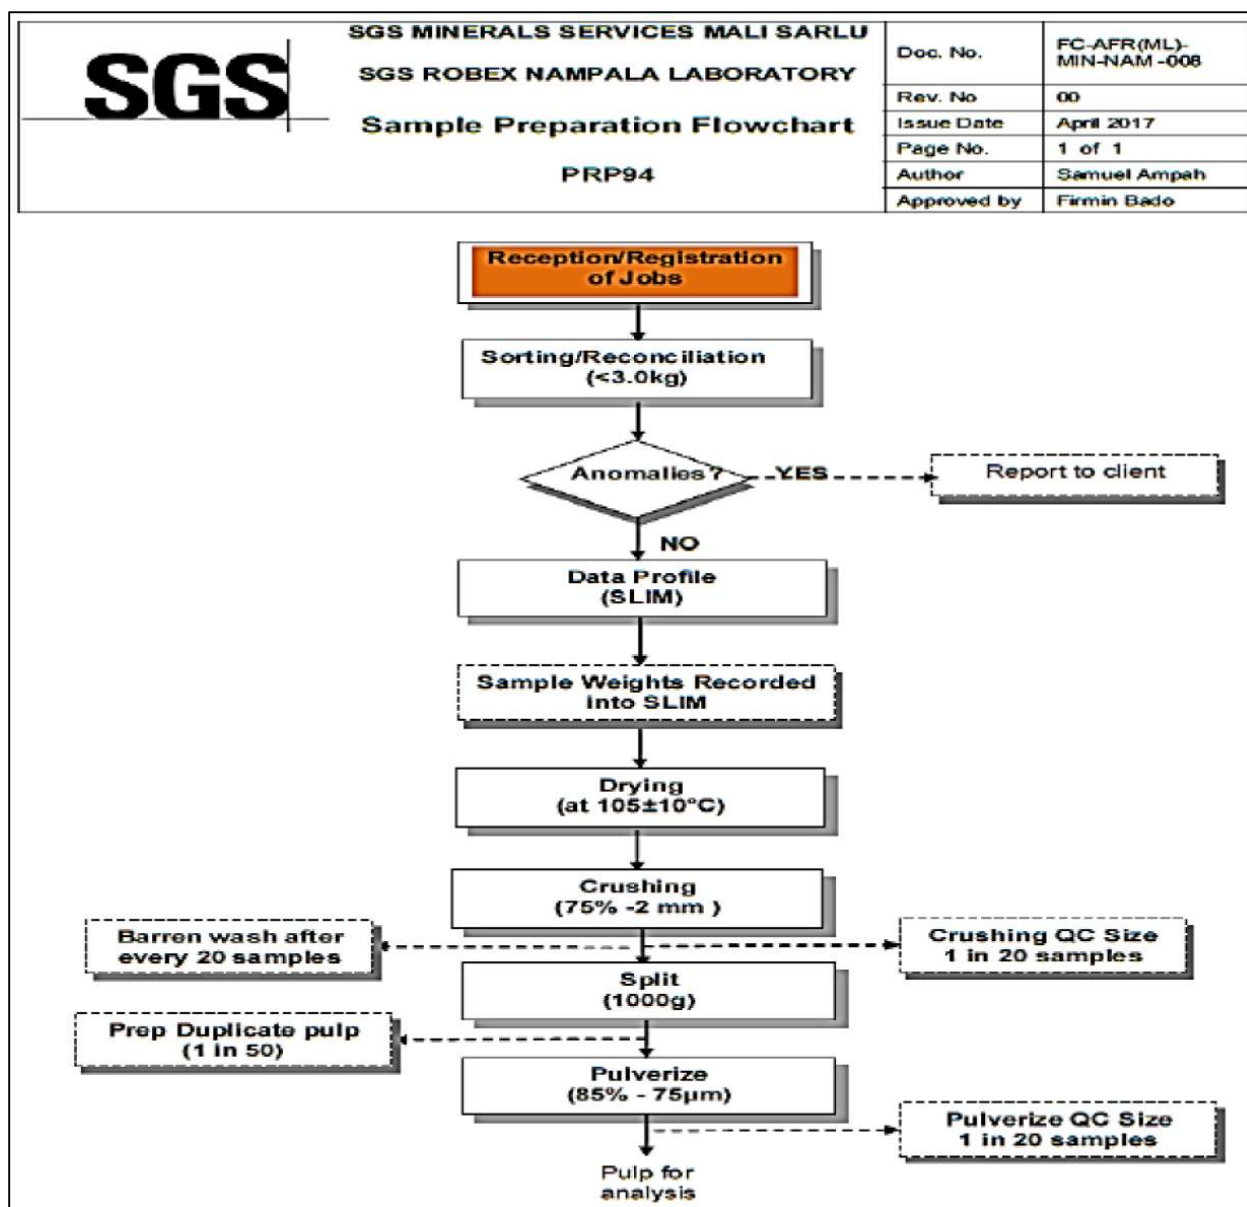 SGS
SGS MINERALS SERVICES MALI SARLU
SGS ROBEX NAMPALA LABORATORY
Sample Preparation Flowchart
PRP94
Doc. No.
FC-AFR(ML)-
MIN-NAM -008
Rev. No 00
Issue Date April 2017
Page No. 1 of 1
Author Samuel Ampah
Approved by Firmin Bado
Reception/Registration
of Jobs
Sorting/Reconciliation
(<3.0kg)
Anomalies?
YES
Report to client
NO
Data Profile
(SLIM)
Sample Weights Recorded
into SLIM
Drying
(at 105±10°C)
Crushing
(75% -2 mm )
Barren wash after
every 20 samples
Crushing QC Size
1 in 20 samples
Split
(1000g)
Prep Duplicate pulp
(1 in 50)
Pulverize
(85% - 75µm)
Pulverize QC Size
1 in 20 samples
Pulp for
analysis